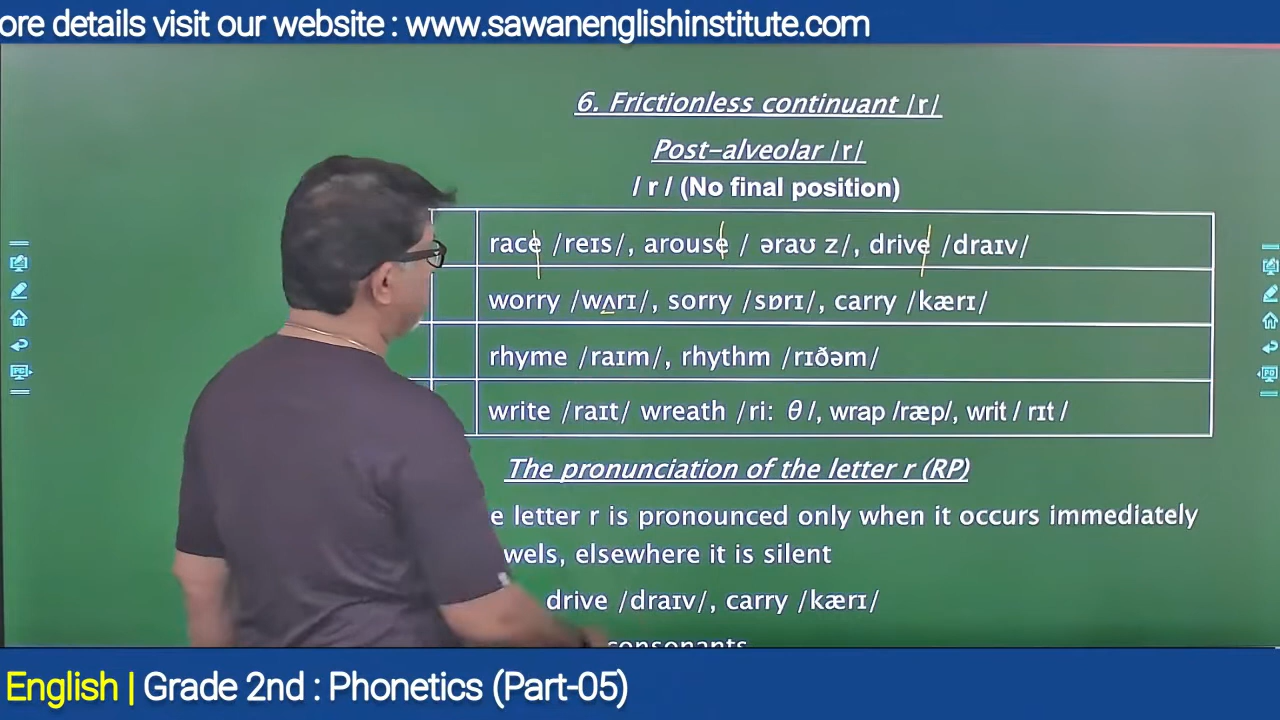 ore details visit our website : www.sawanenglishinstitute.com
6. Frictionless continuant /r/
Post-alveolar /r/
/ r / (No final position)
race /reɪs/, arouse / əraʊ z/, drive /draɪv/
worry /wʌrɪ/, sorry /sɒrɪ/, carry /kærɪ/
rhyme /raɪm/, rhythm /rɪðəm/
write /raɪt/ wreath /ri: θ/, wrap /ræp/, writ / rɪt /
The pronunciation of the letter r (RP)
e letter r is pronounced only when it occurs immediately
wels, elsewhere it is silent
drive /draɪv/, carry /kærɪ/
consonants
English | Grade 2nd : Phonetics (Part-05)